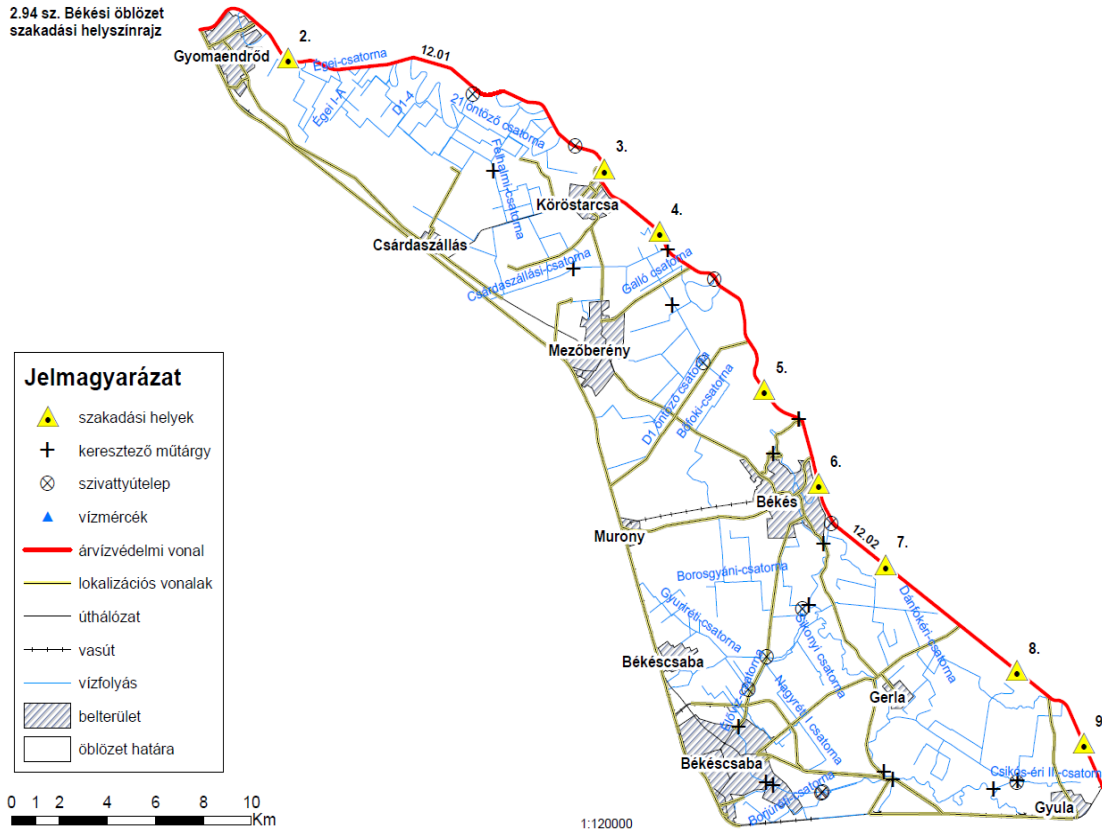 2.94 sz. Békési öblözet
szakadási helyszínrajz
2.
12.01
Gyomaendrőd
Égei-csatorna
Égei I-A
D1-4
21 öntöző csatorna
Félhalmi-csatorna
3.
Köröstarcsa
4.
Csárdaszállás
Csárdaszállási-csatorna
Galló csatorna
Mezőberény
5.
D1 öntöző csatorna
Bófoki-csatorna
6.
Békés
Murony
12.02
7.
Borosgyáni-csatorna
Gyuriréti-csatorna
Dánfokéri-csatorna
8.
Békéscsaba
Élővíz-csatorna
Nagyréti I csatorna
Gerla
9
Békéscsaba
Csikós-éri II.-csatorna
Gyula
Jelmagyarázat
szakadási helyek
keresztező műtárgy
szivattyútelep
vízmércék
árvízvédelmi vonal
lokalizációs vonalak
úthálózat
vasút
vízfolyás
belterület
öblözet határa
0 1 2 4 6 8 10
Km
1:120000